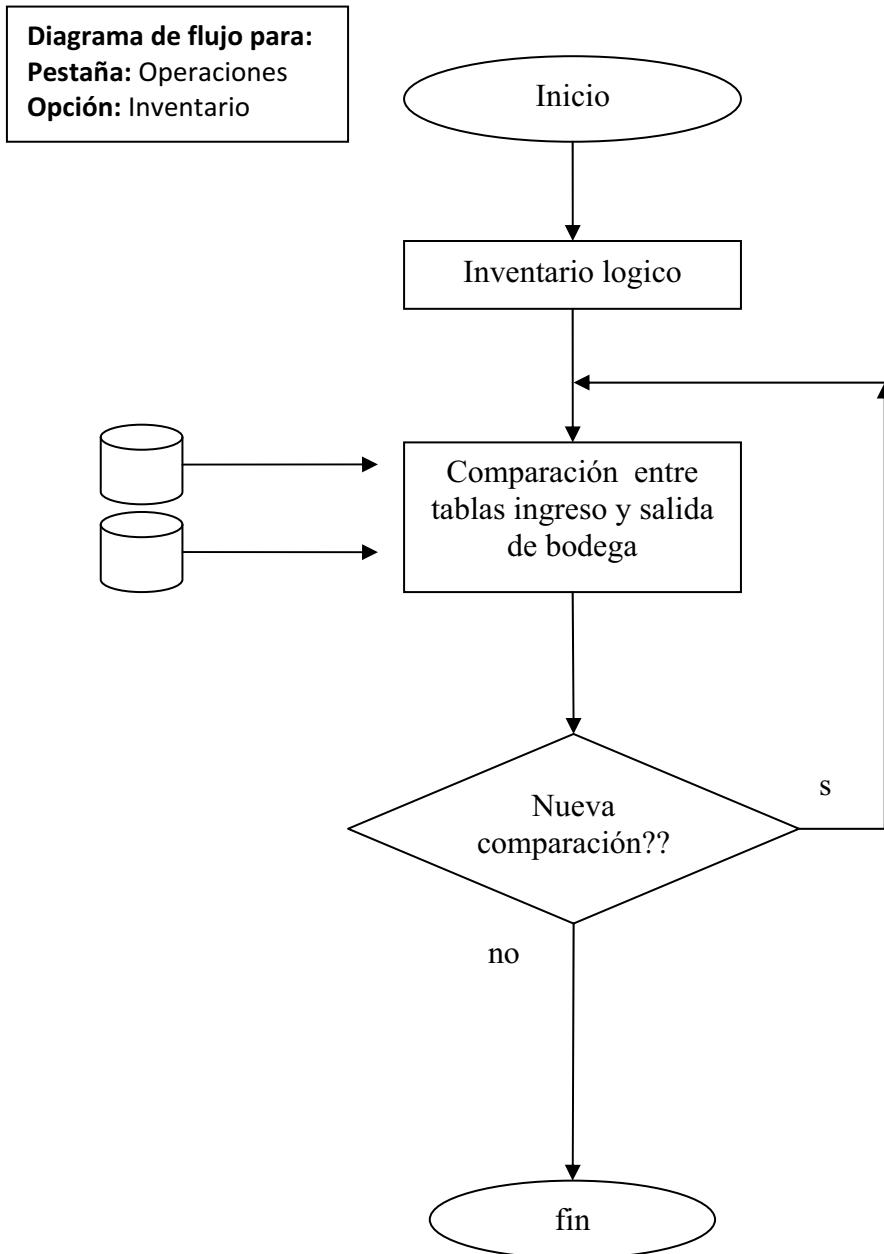 Diagrama de flujo para:
Pestaña: Operaciones
Opción: Inventario
Inicio
Inventario logico
Comparación  entre
tablas ingreso y salida
de bodega
Nueva
comparación??
s
no
fin